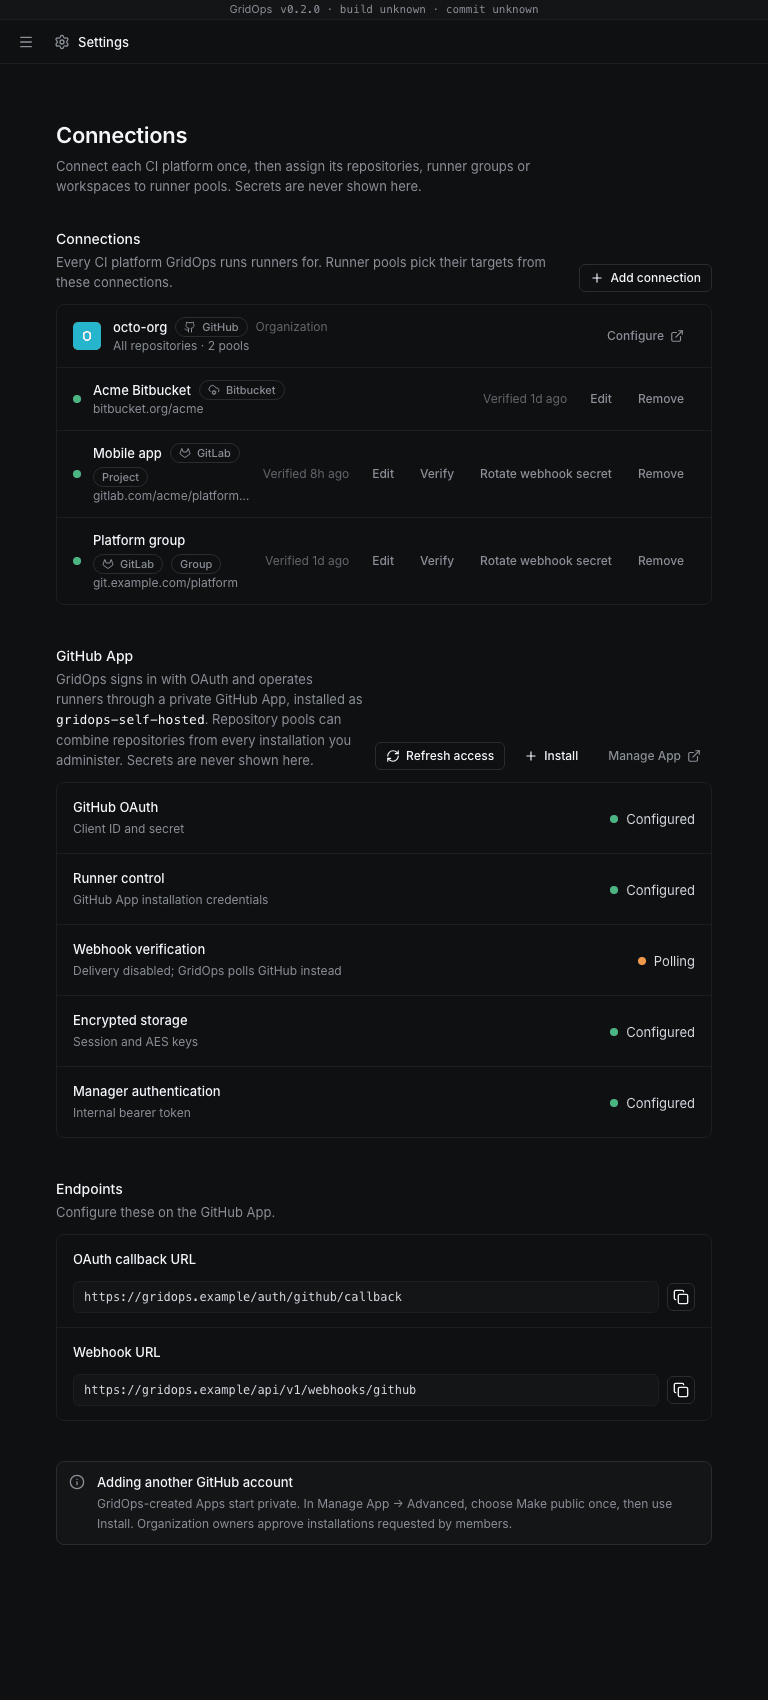 GridOps v0.2.0 · build unknown · commit unknown
Settings
Connections
Connect each CI platform once, then assign its repositories, runner groups or
workspaces to runner pools. Secrets are never shown here.
Connections
Every CI platform GridOps runs runners for. Runner pools pick their targets from
these connections.
Add connection
O
octo-org GitHub Organization
All repositories · 2 pools
Configure
Acme Bitbucket Bitbucket
bitbucket.org/acme
Verified 1d ago Edit Remove
Mobile app GitLab
Project
gitlab.com/acme/platform…
Verified 8h ago Edit Verify Rotate webhook secret Remove
Platform group
GitLab Group
git.example.com/platform
Verified 1d ago Edit Verify Rotate webhook secret Remove
GitHub App
GridOps signs in with OAuth and operates
runners through a private GitHub App, installed as
gridops-self-hosted. Repository pools can
combine repositories from every installation you
administer. Secrets are never shown here.
Refresh access Install Manage App
GitHub OAuth
Client ID and secret
Configured
Runner control
GitHub App installation credentials
Configured
Webhook verification
Delivery disabled; GridOps polls GitHub instead
Polling
Encrypted storage
Session and AES keys
Configured
Manager authentication
Internal bearer token
Configured
Endpoints
Configure these on the GitHub App.
OAuth callback URL
https://gridops.example/auth/github/callback
Webhook URL
https://gridops.example/api/v1/webhooks/github
Adding another GitHub account
GridOps-created Apps start private. In Manage App → Advanced, choose Make public once, then use
Install. Organization owners approve installations requested by members.